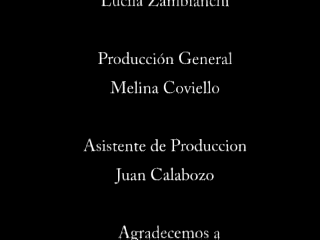 Lucila Zambianchi
Producción General
Melina Coviello
Asistente de Produccion
Juan Calabozo
Agradecemos a